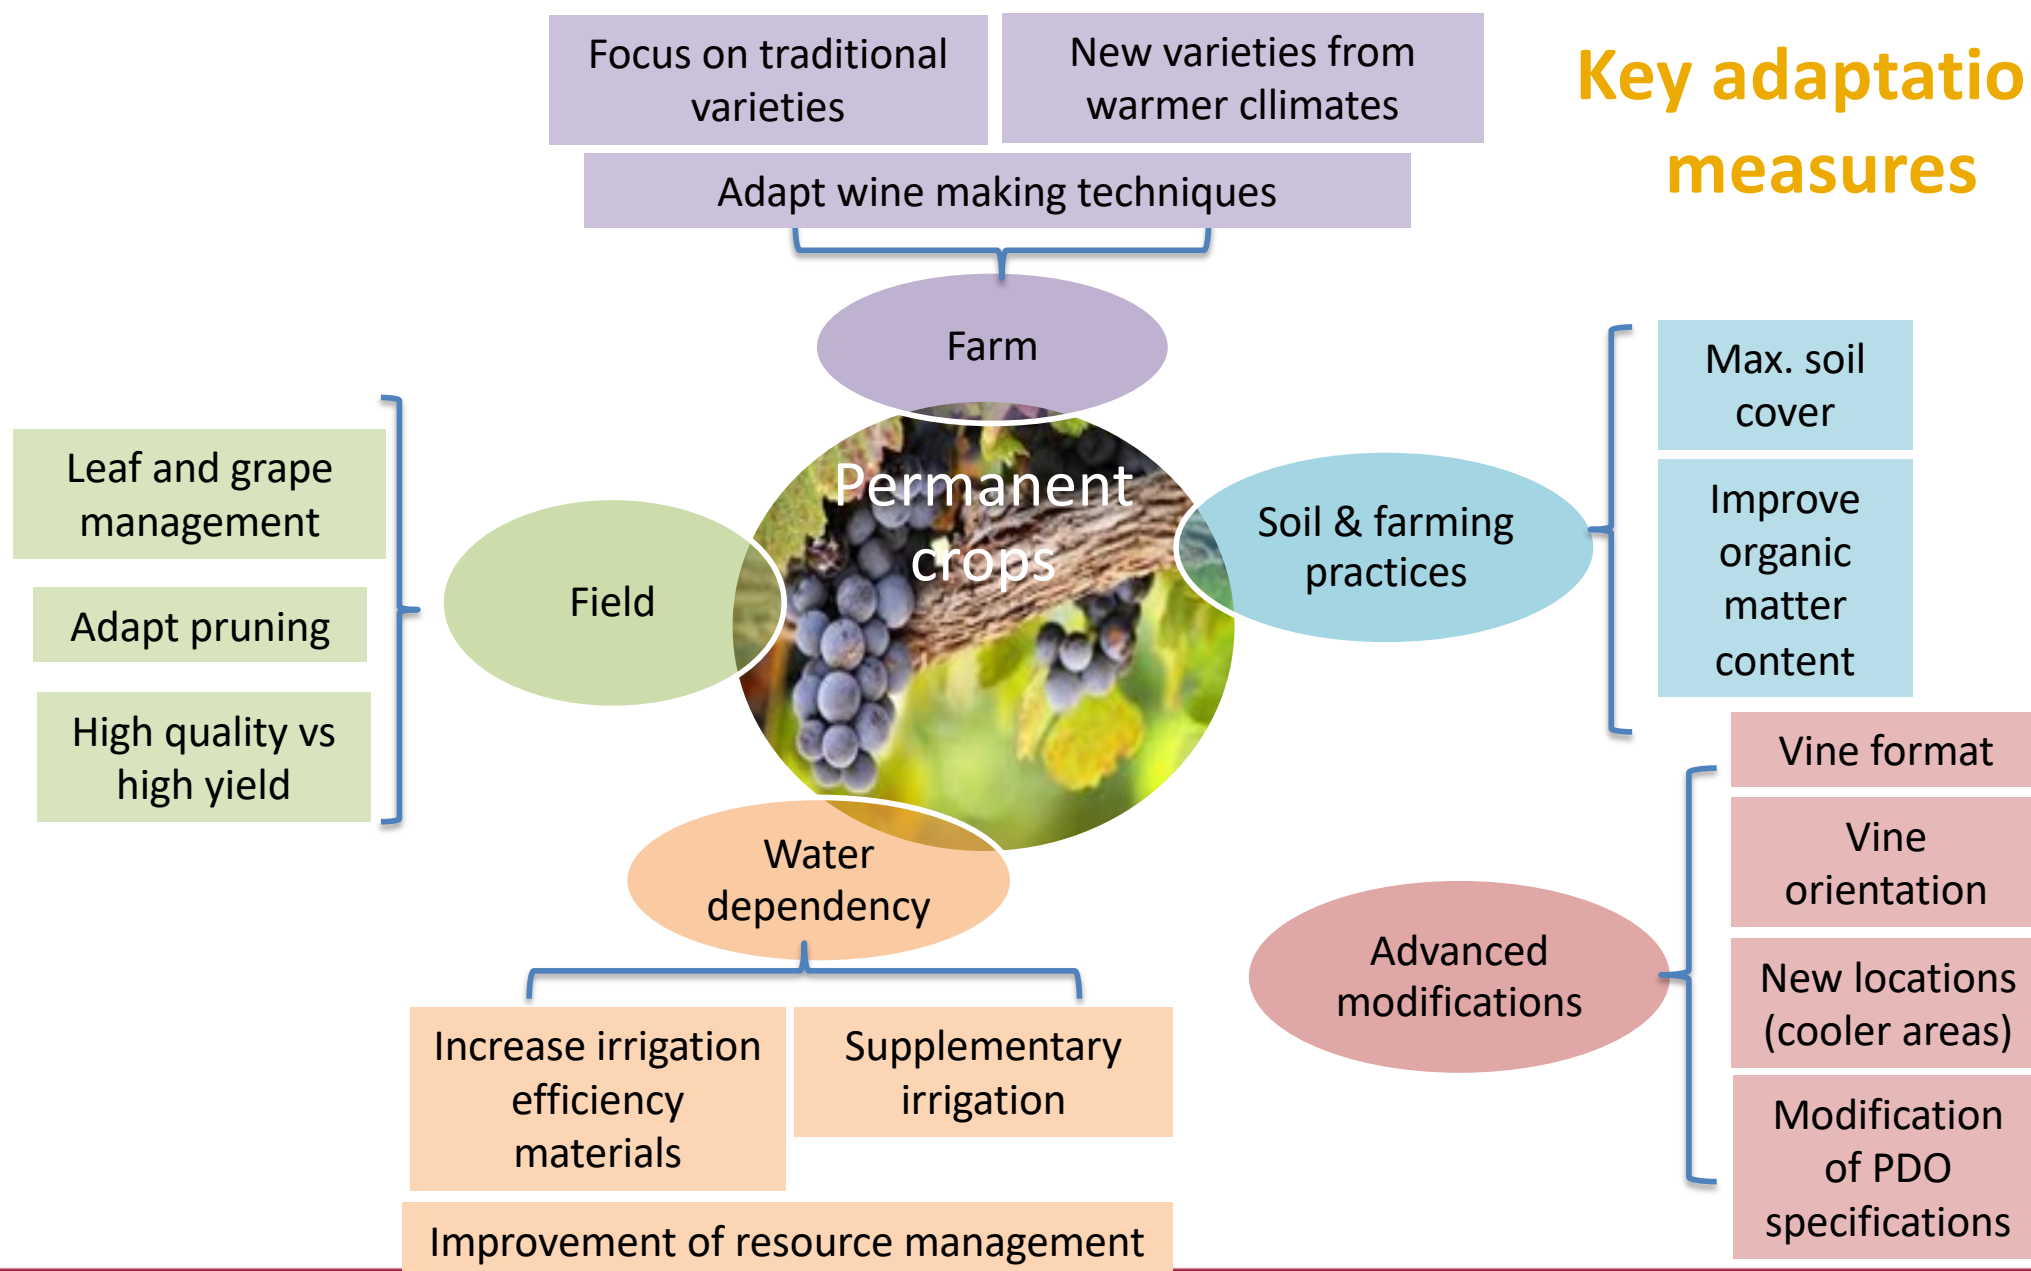 Focus on traditional
varieties
New varieties from
warmer cllimates
Key adaptatio
measures
Adapt wine making techniques
Farm
Max. soil
cover
Improve
organic
matter
content
Soil & farming
practices
Permanent
crops
Leaf and grape
management
Adapt pruning
High quality vs
high yield
Field
Water
dependency
Increase irrigation
efficiency
materials
Supplementary
irrigation
Improvement of resource management
Advanced
modifications
Vine format
Vine
orientation
New locations
(cooler areas)
Modification
of PDO
specifications